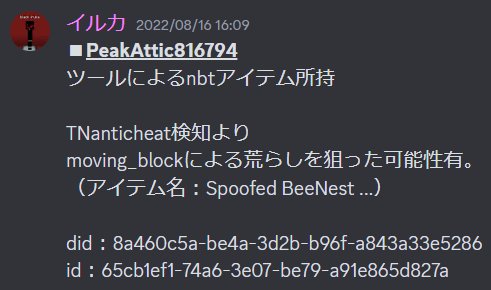 イルカ 2022/08/16 16:09
■PeakAttic816794
ツールによるnbtアイテム所持
TNanticheat検知より
moving_blockによる荒らしを狙った可能性有。
（アイテム名：Spoofed BeeNest ...）
did：8a460c5a-be4a-3d2b-b96f-a843a33e5286
id：65cb1ef1-74a6-3e07-be79-a91e865d827a